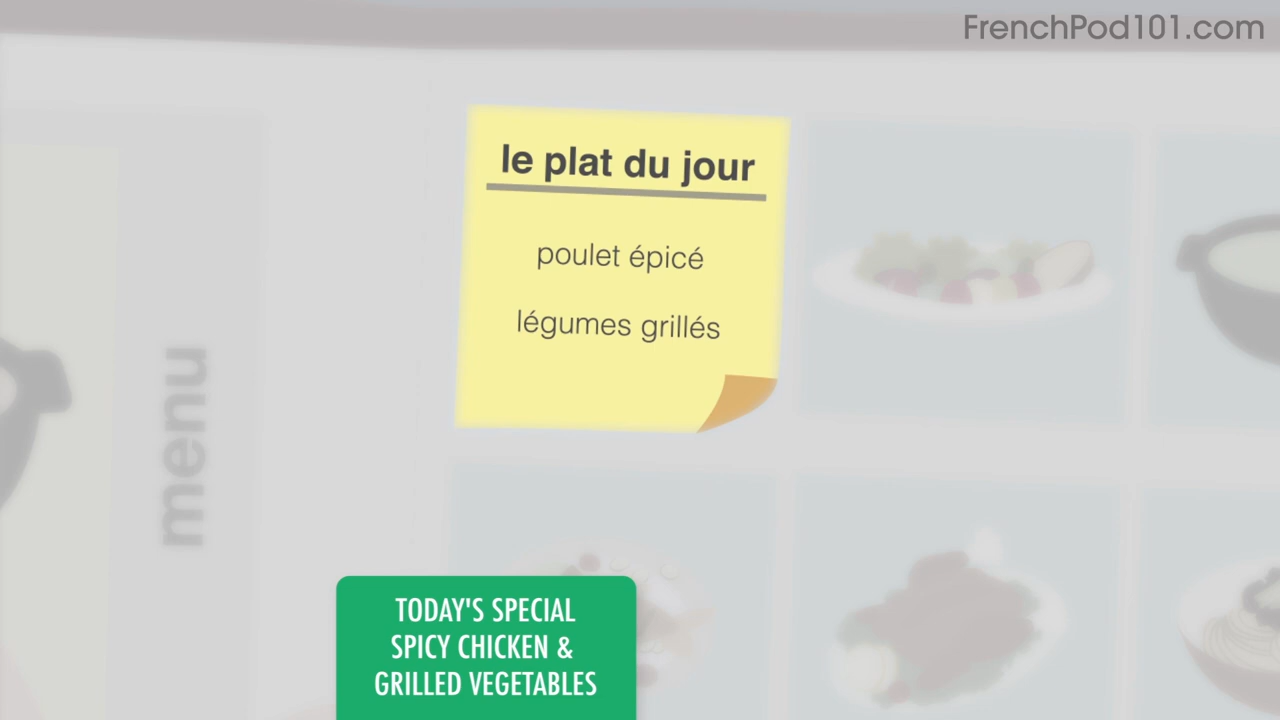 FrenchPod101.com
le plat du jour
poulet épicé
légumes grillés
menu
TODAY'S SPECIAL
SPICY CHICKEN &
GRILLED VEGETABLES